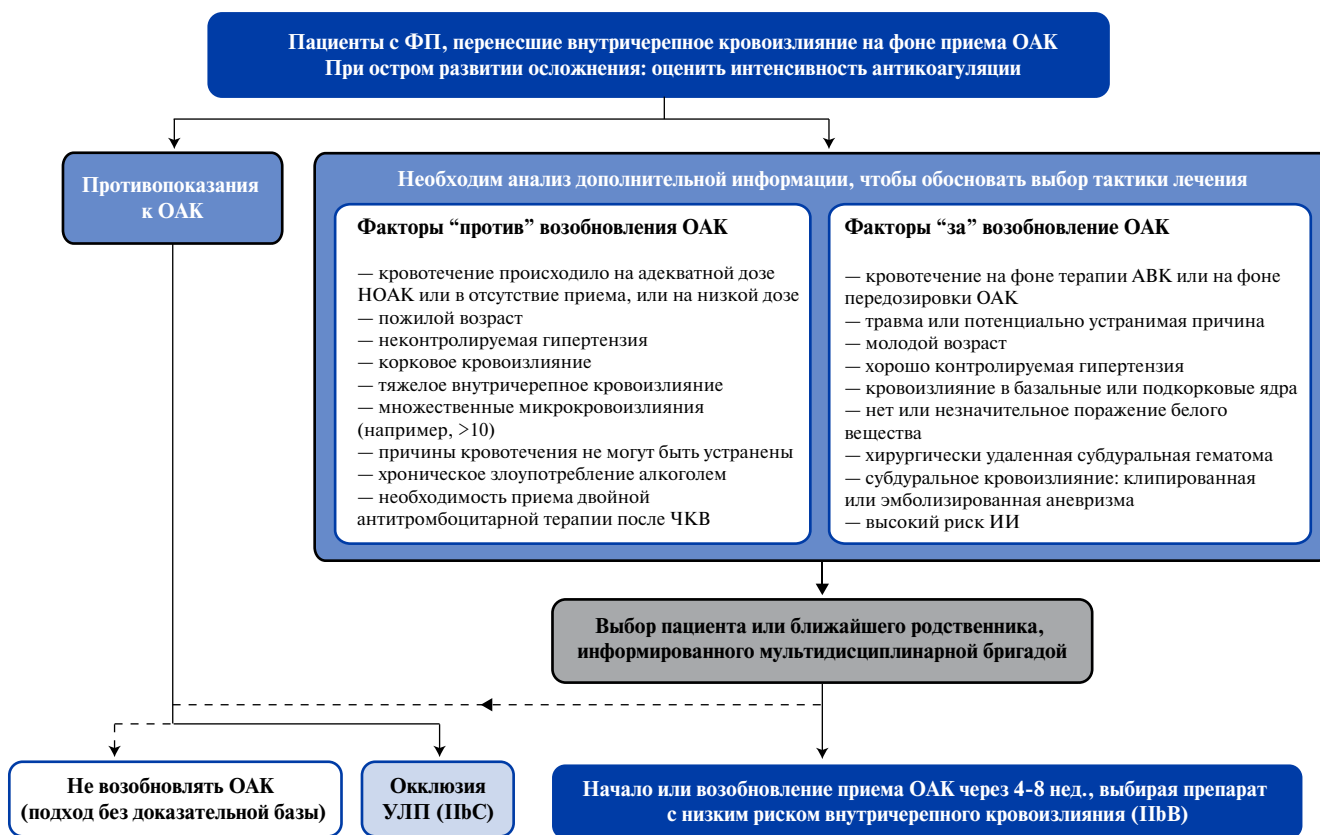 Пациенты с ФП, перенесшие внутричерепное кровоизлияние на фоне приема ОАК
При остром развитии осложнения: оценить интенсивность антикоагуляции
Противопоказания
к ОАК
Необходим анализ дополнительной информации, чтобы обосновать выбор тактики лечения
Факторы “против” возобновления ОАК
— кровотечение происходило на адекватной дозе
НОАК или в отсутствие приема, или на низкой дозе
— пожилой возраст
— неконтролируемая гипертензия
— корковое кровоизлияние
— тяжелое внутричерепное кровоизлияние
— множественные микрокровоизлияния
(например, >10)
— причины кровотечения не могут быть устранены
— хроническое злоупотребление алкоголем
— необходимость приема двойной
антитромбоцитарной терапии после ЧКВ
Факторы “за” возобновление ОАК
— кровотечение на фоне терапии АВК или на фоне
передозировки ОАК
— травма или потенциально устранимая причина
— молодой возраст
— хорошо контролируемая гипертензия
— кровоизлияние в базальные или подкорковые ядра
— нет или незначительное поражение белого
вещества
— хирургически удаленная субдуральная гематома
— субдуральное кровоизлияние: клипированная
или эмболизированная аневризма
— высокий риск ИИ
Выбор пациента или ближайшего родственника,
информированного мультидисциплинарной бригадой
Не возобновлять ОАК
(подход без доказательной базы)
Окклюзия
УЛП (IIbC)
Начало или возобновление приема ОАК через 4-8 нед., выбирая препарат
с низким риском внутричерепного кровоизлияния (IIbB)